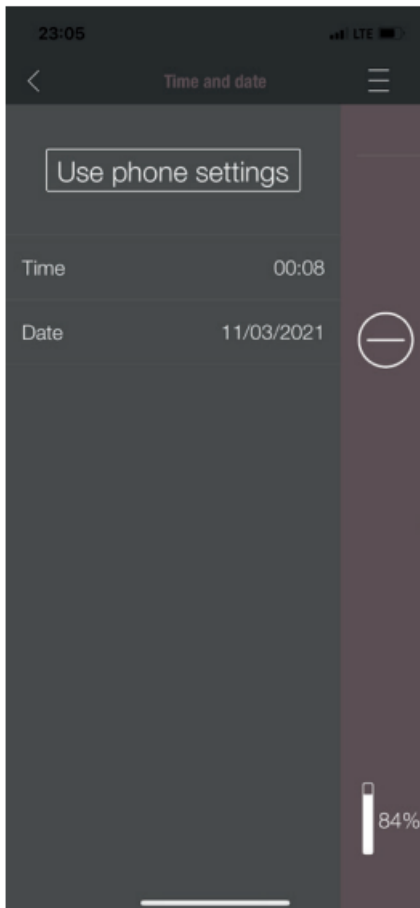 23:05 LTE
Time and date
Use phone settings
Time 00:08
Date 11/03/2021
84%